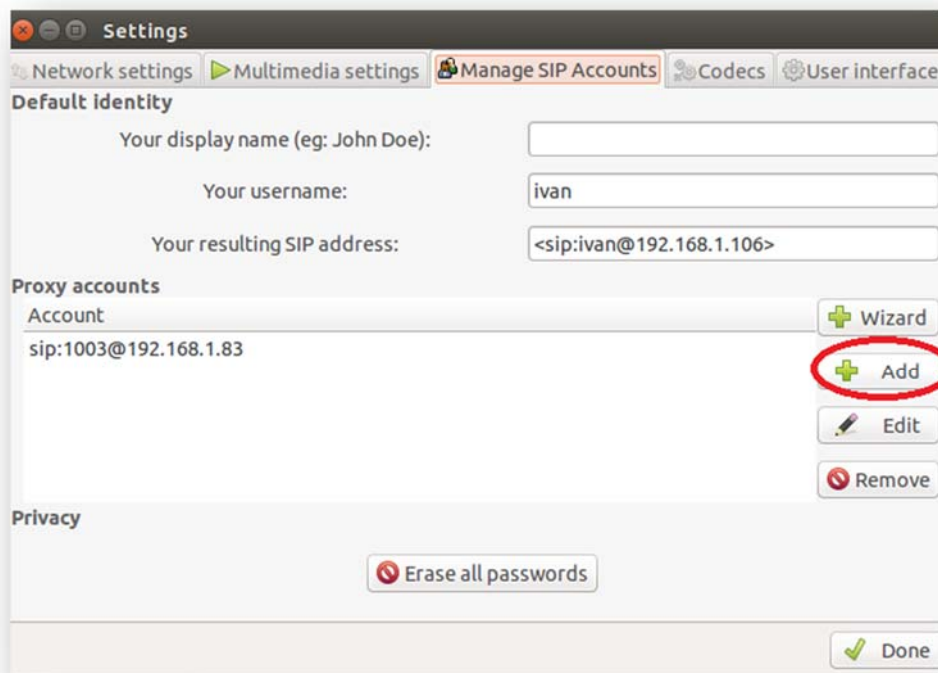 Settings
Network settings Multimedia settings Manage SIP Accounts Codecs User interface
Default identity
Your display name (eg: John Doe):
Your username: ivan
Your resulting SIP address: <sip:ivan@192.168.1.106>
Proxy accounts
Account
Wizard
sip:1003@192.168.1.83
Add
Edit
Remove
Privacy
Erase all passwords
Done